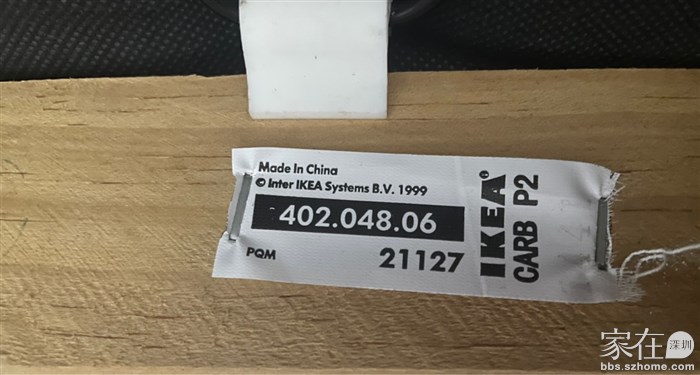 Made In China
© Inter IKEA Systems B.V. 1999
402.048.06
PQM
21127
IKEA®
CARB P2
家在深圳
bbs.szhome.com